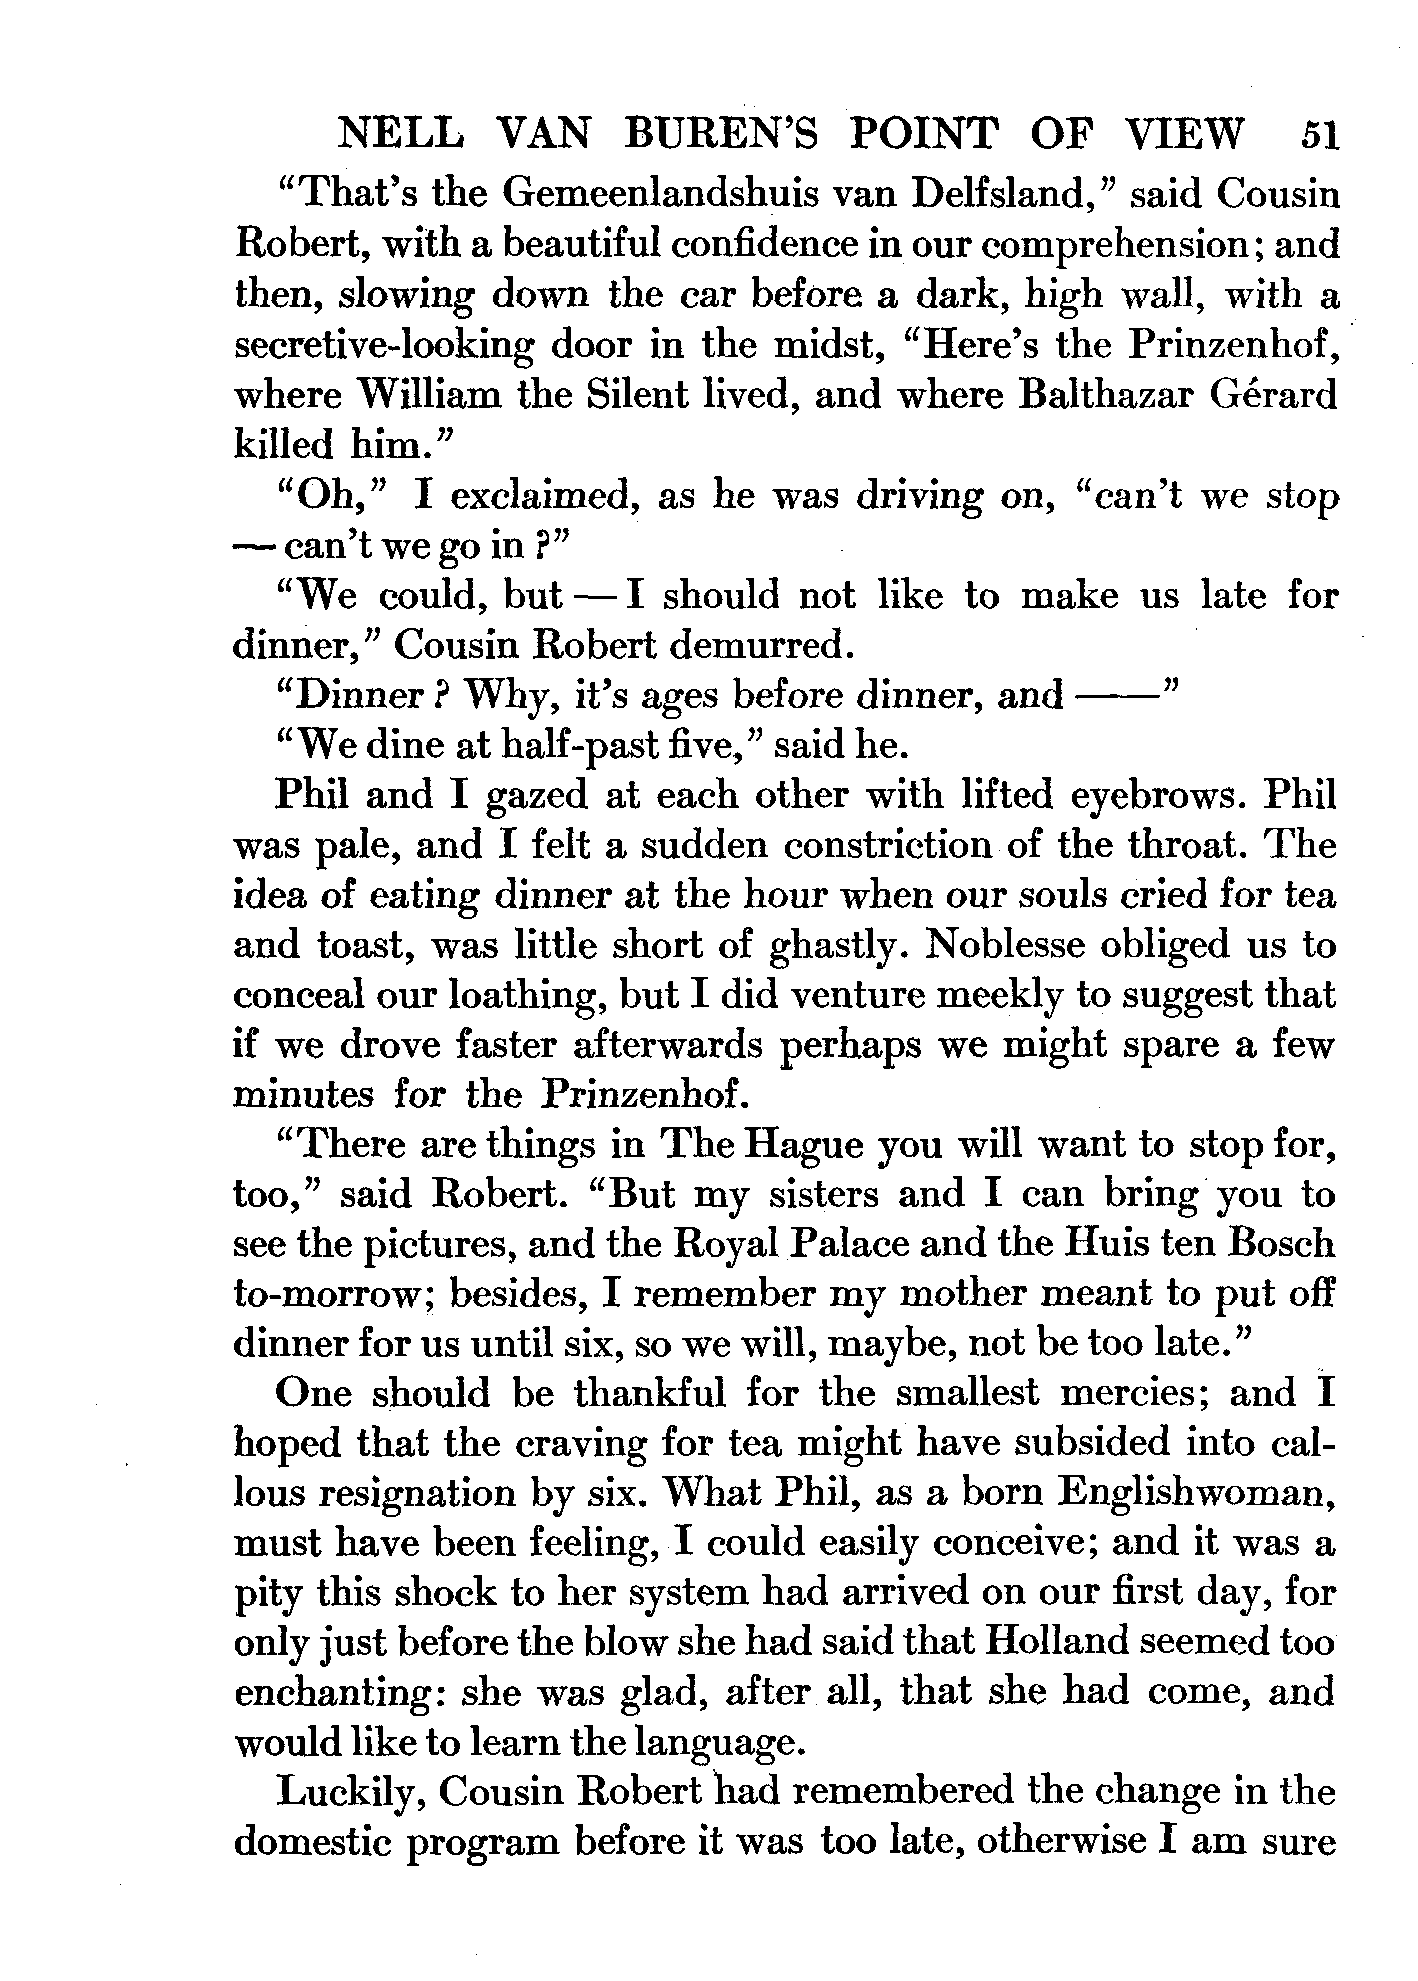 NELL VAN BUREN'S POINT OF VIEW 51
“That's the Gemeenlandshuis van Delfsland,” said Cousin
Robert, with a beautiful confidence in our comprehension; and
then, slowing down the car before a dark, high wall, with a
secretive-looking door in the midst, “Here's the Prinzenhof,
where William the Silent lived, and where Balthazar Gérard
killed him.”
“Oh,” I exclaimed, as he was driving on, “can't we stop
— can't we go in?”
“We could, but — I should not like to make us late for
dinner,” Cousin Robert demurred.
“Dinner? Why, it's ages before dinner, and ——”
“We dine at half-past five,” said he.
Phil and I gazed at each other with lifted eyebrows. Phil
was pale, and I felt a sudden constriction of the throat. The
idea of eating dinner at the hour when our souls cried for tea
and toast, was little short of ghastly. Noblesse obliged us to
conceal our loathing, but I did venture meekly to suggest that
if we drove faster afterwards perhaps we might spare a few
minutes for the Prinzenhof.
“There are things in The Hague you will want to stop for,
too,” said Robert. “But my sisters and I can bring you to
see the pictures, and the Royal Palace and the Huis ten Bosch
to-morrow; besides, I remember my mother meant to put off
dinner for us until six, so we will, maybe, not be too late.”
One should be thankful for the smallest mercies; and I
hoped that the craving for tea might have subsided into cal-
lous resignation by six. What Phil, as a born Englishwoman,
must have been feeling, I could easily conceive; and it was a
pity this shock to her system had arrived on our first day, for
only just before the blow she had said that Holland seemed too
enchanting: she was glad, after all, that she had come, and
would like to learn the language.
Luckily, Cousin Robert had remembered the change in the
domestic program before it was too late, otherwise I am sure